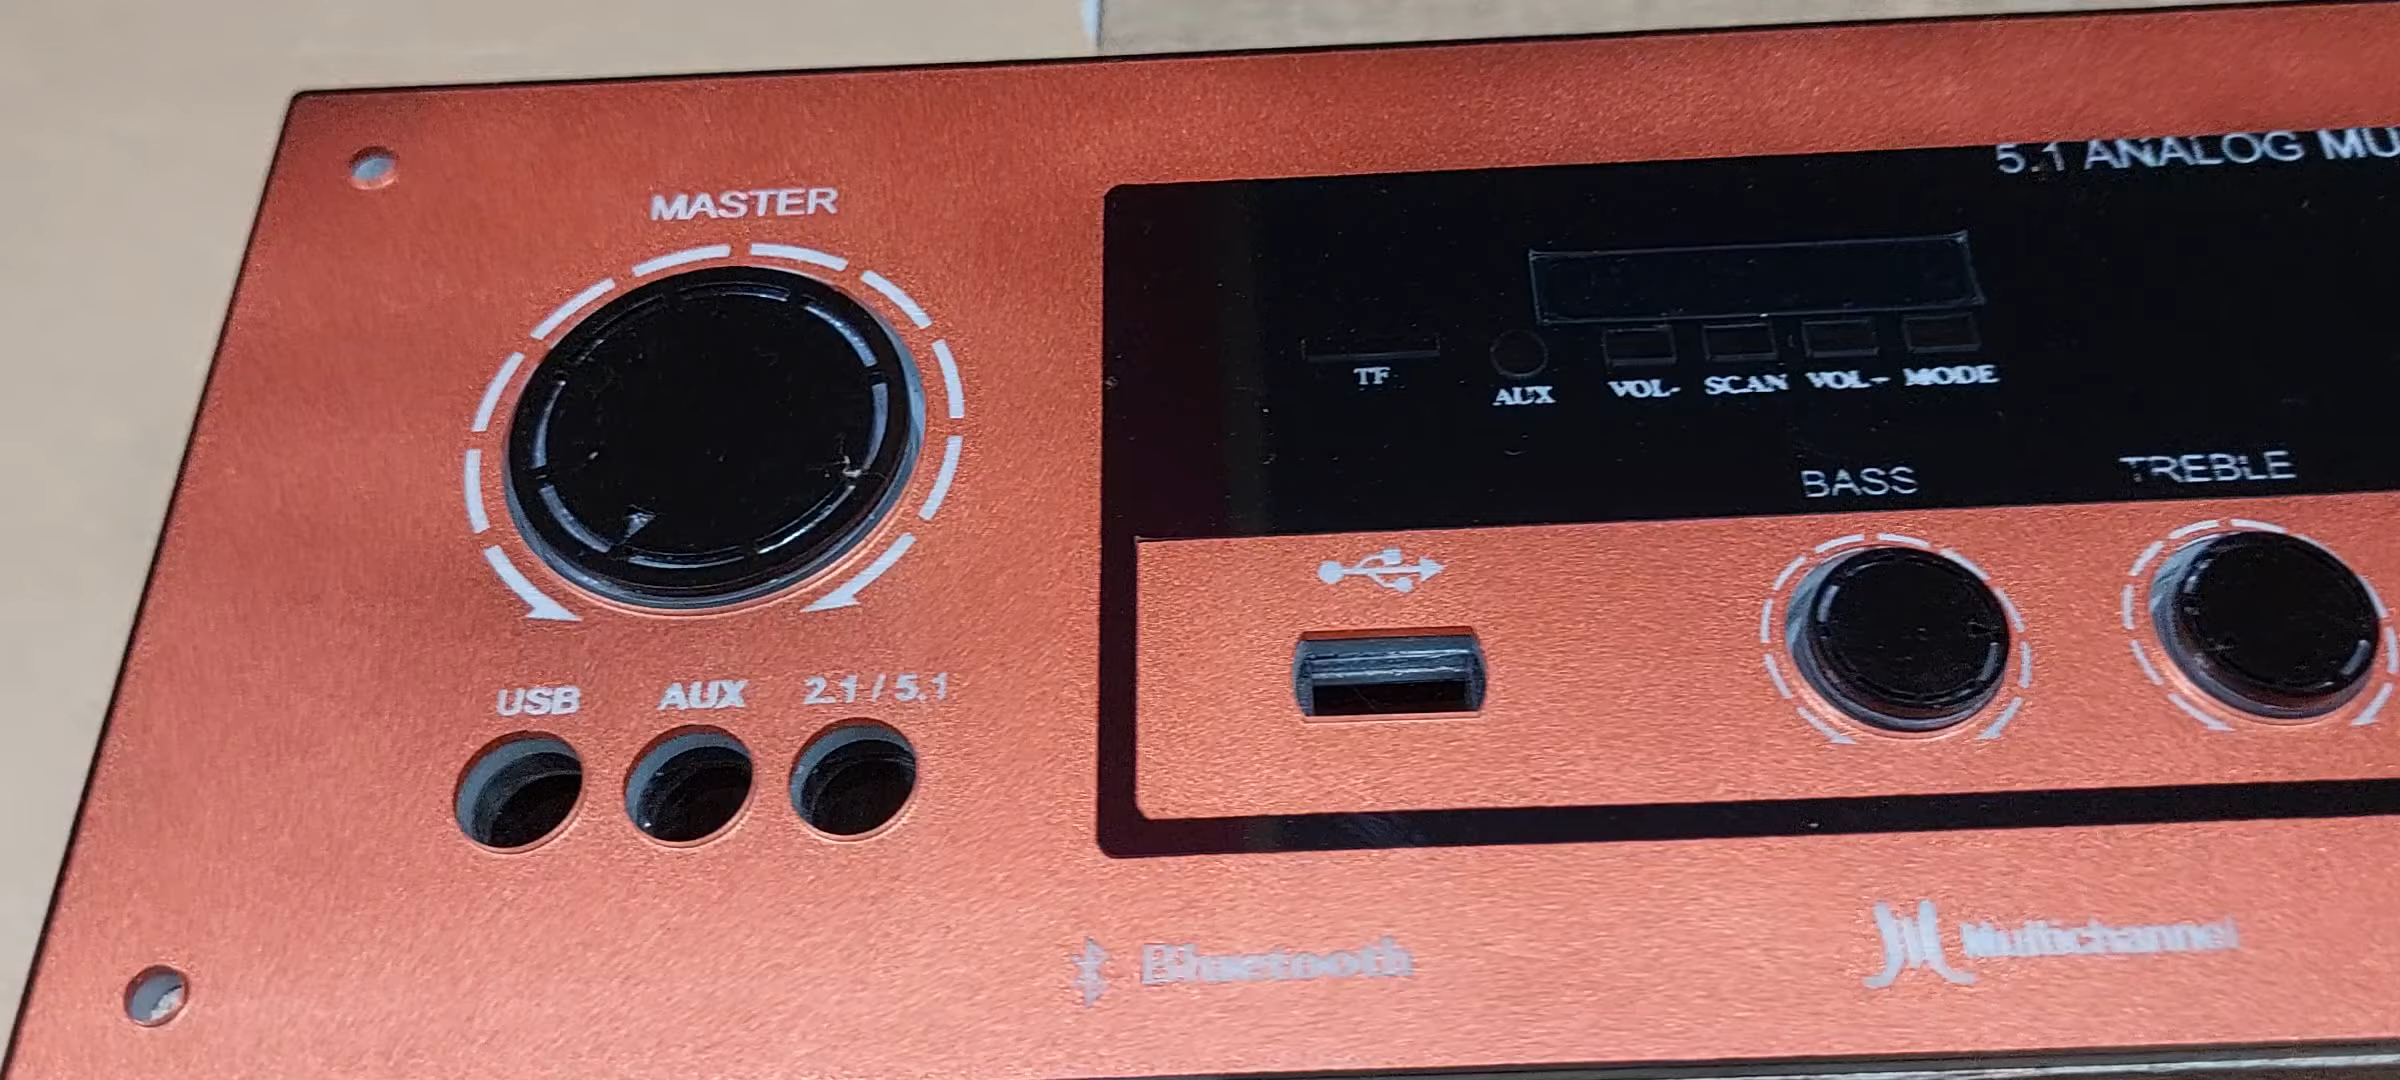 5.1 ANALOG MU
MASTER
TF AUX VOL- SCAN VOL- MODE
BASS TREBLE
USB AUX 2.1 / 5.1
Bluetooth
Multichannel